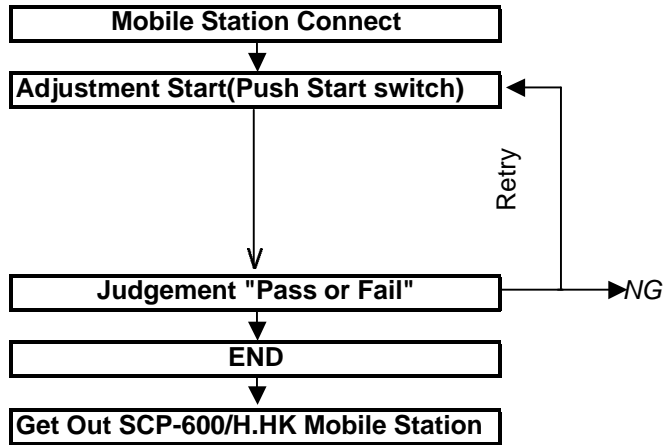 Mobile Station Connect
Adjustment Start(Push Start switch)
Retry
Judgement "Pass or Fail"
NG
END
Get Out SCP-600/H.HK Mobile Station